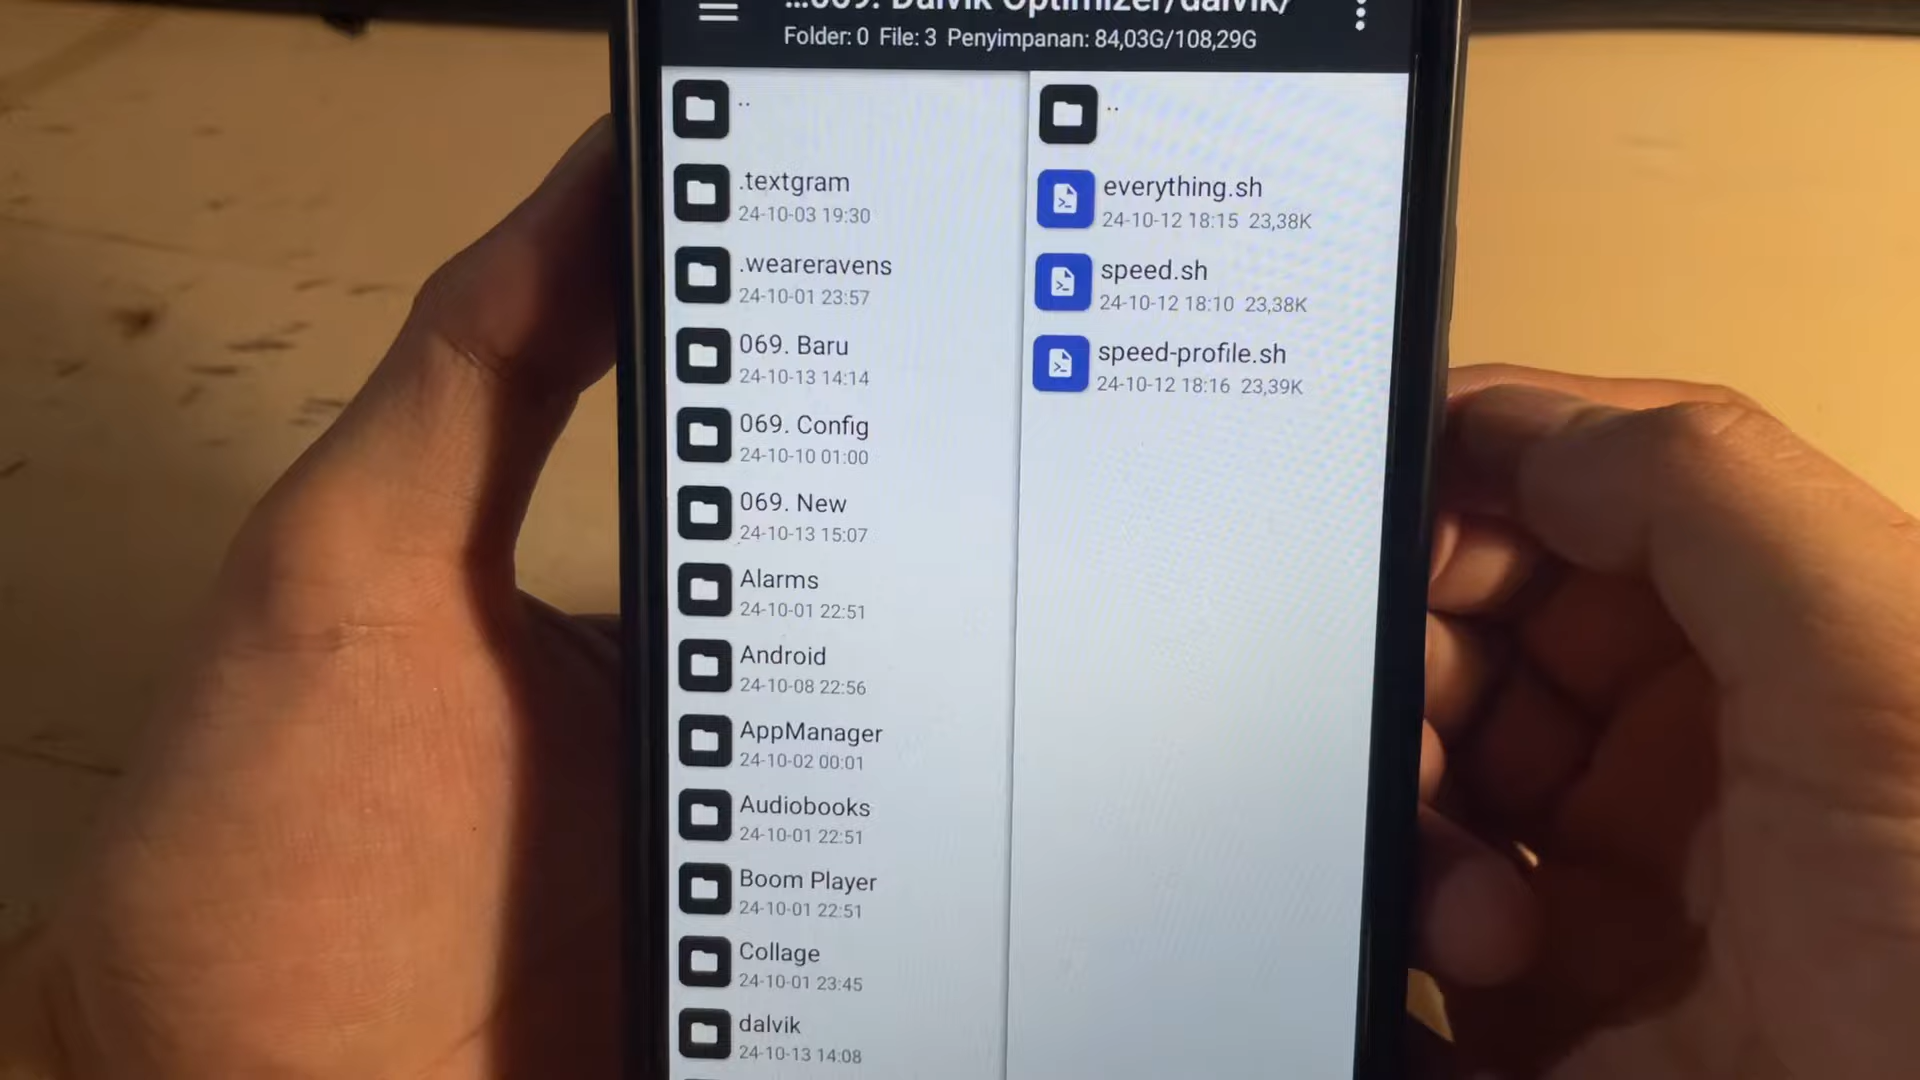 ...069. Dalvik Optimizer/dalvik/
Folder: 0 File: 3 Penyimpanan: 84,03G/108,29G
..
.textgram
24-10-03 19:30
.weareravens
24-10-01 23:57
069. Baru
24-10-13 14:14
069. Config
24-10-10 01:00
069. New
24-10-13 15:07
Alarms
24-10-01 22:51
Android
24-10-08 22:56
AppManager
24-10-02 00:01
Audiobooks
24-10-01 22:51
Boom Player
24-10-01 22:51
Collage
24-10-01 23:45
dalvik
24-10-13 14:08
..
everything.sh
24-10-12 18:15 23,38K
speed.sh
24-10-12 18:10 23,38K
speed-profile.sh
24-10-12 18:16 23,39K